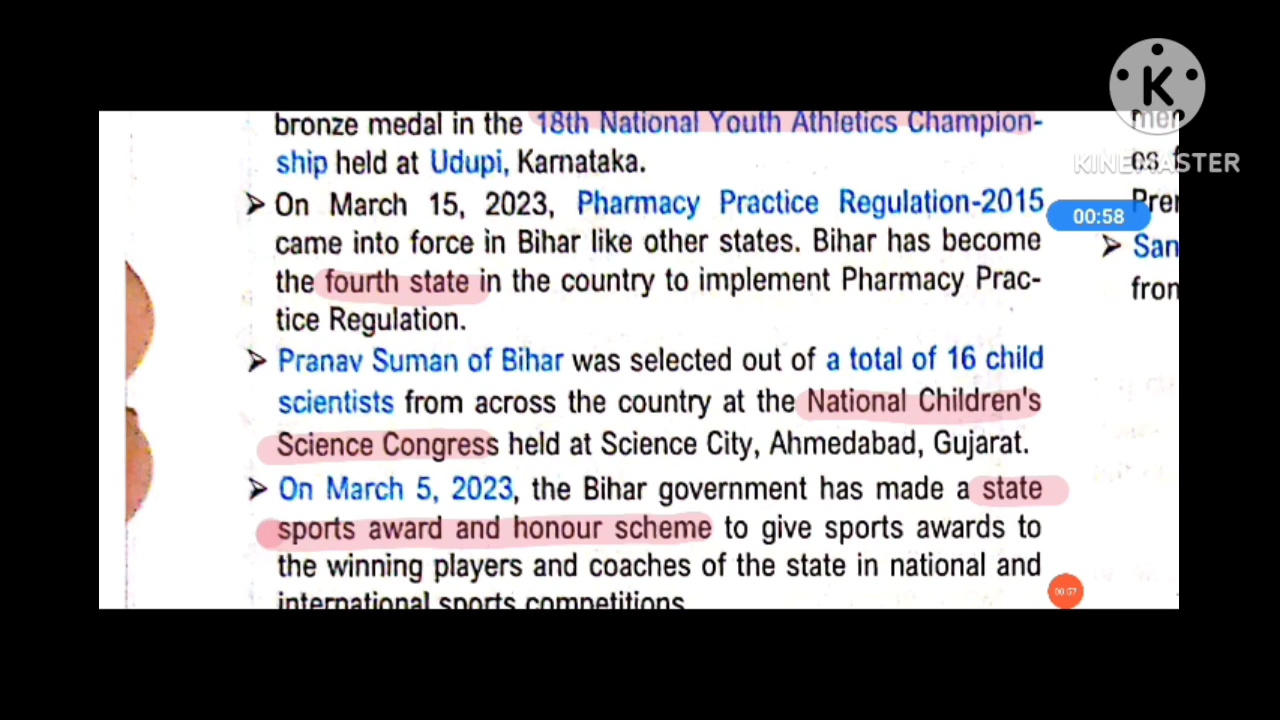 bronze medal in the 18th National Youth Athletics Champion-
ship held at Udupi, Karnataka.
➢ On March 15, 2023, Pharmacy Practice Regulation-2015
came into force in Bihar like other states. Bihar has become
the fourth state in the country to implement Pharmacy Prac-
tice Regulation.
➢ Pranav Suman of Bihar was selected out of a total of 16 child
scientists from across the country at the National Children's
Science Congress held at Science City, Ahmedabad, Gujarat.
➢ On March 5, 2023, the Bihar government has made a state
sports award and honour scheme to give sports awards to
the winning players and coaches of the state in national and
international sports competitions.
K
KINEMASTER
00:58
➢ San
fron
00:57